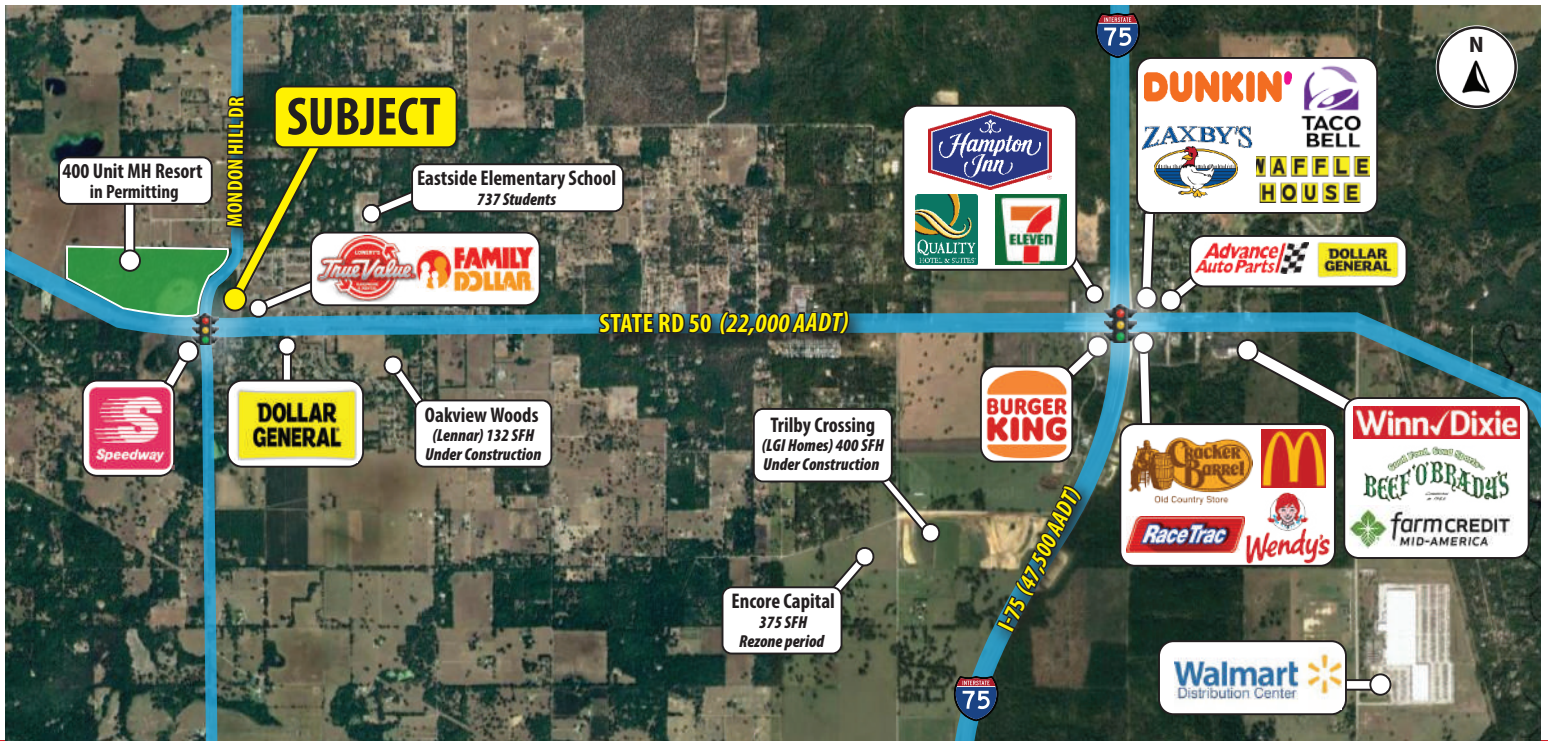 INTERSTATE
75
N
DUNKIN'
TACO
BELL
ZAXBY'S
WAFFLE
HOUSE
Hampton
Inn
QUALITY
HOTEL & SUITES
7
ELEVEN
Advance
Auto Parts
DOLLAR
GENERAL
SUBJECT
MONDON HILL DR
400 Unit MH Resort
in Permitting
Eastside Elementary School
737 Students
True Value
FAMILY
DOLLAR
STATE RD 50 (22,000 AADT)
S
Speedway
DOLLAR
GENERAL
Oakview Woods
(Lennar) 132 SFH
Under Construction
Trilby Crossing
(LGI Homes) 400 SFH
Under Construction
BURGER
KING
Cracker
Barrel
Old Country Store
RaceTrac
Wendy's
Winn Dixie
Good Food. Good Sports
BEEF 'O' BRADY'S
farm CREDIT
MID-AMERICA
I-75 (47,500 AADT)
Encore Capital
375 SFH
Rezone period
INTERSTATE
75
Walmart
Distribution Center